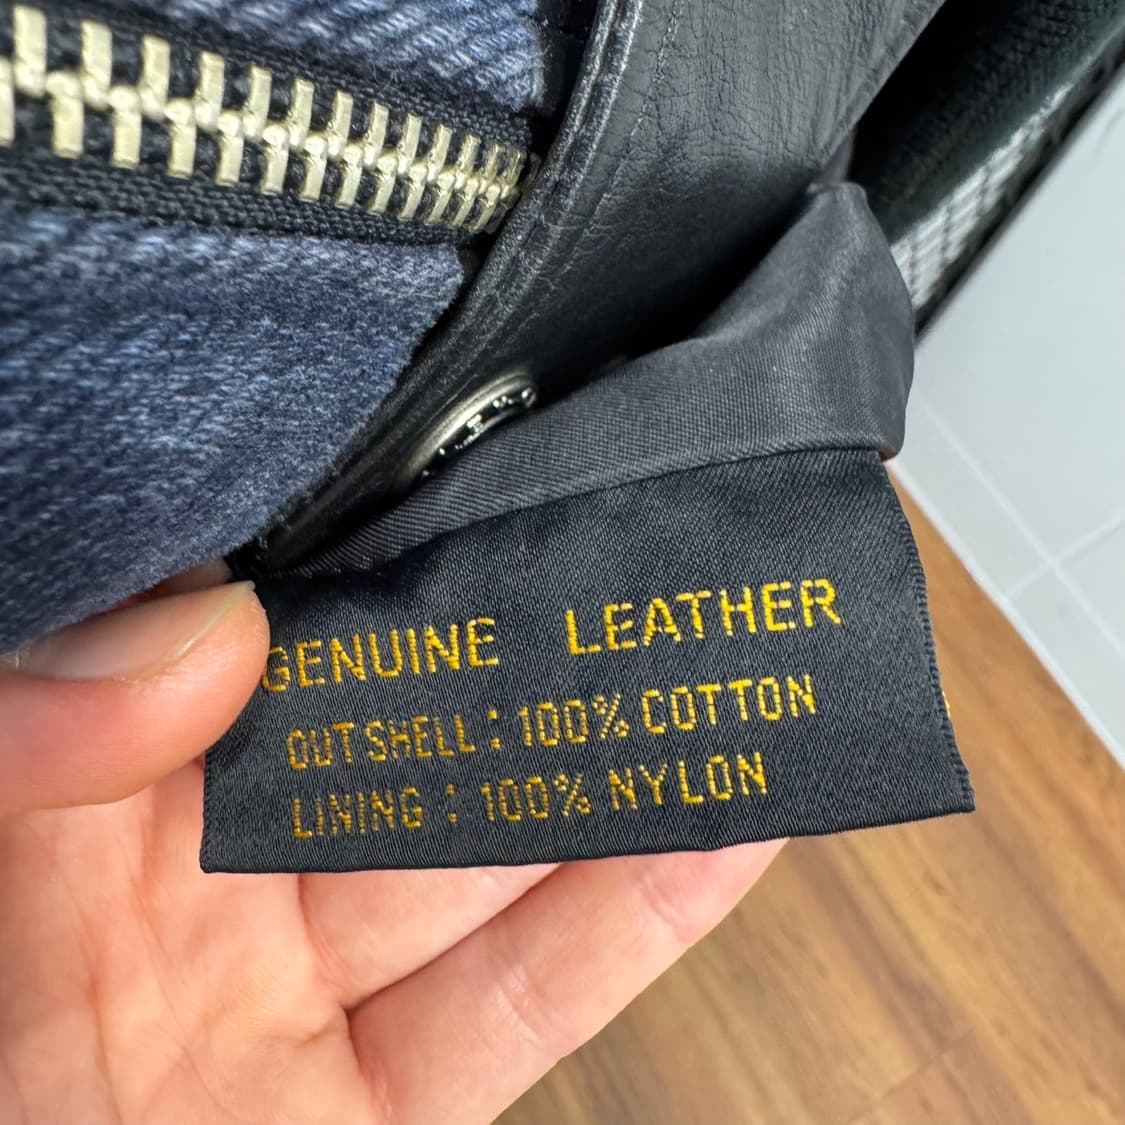 GENUINE LEATHER
OUT SHELL : 100% COTTON
LINING : 100% NYLON